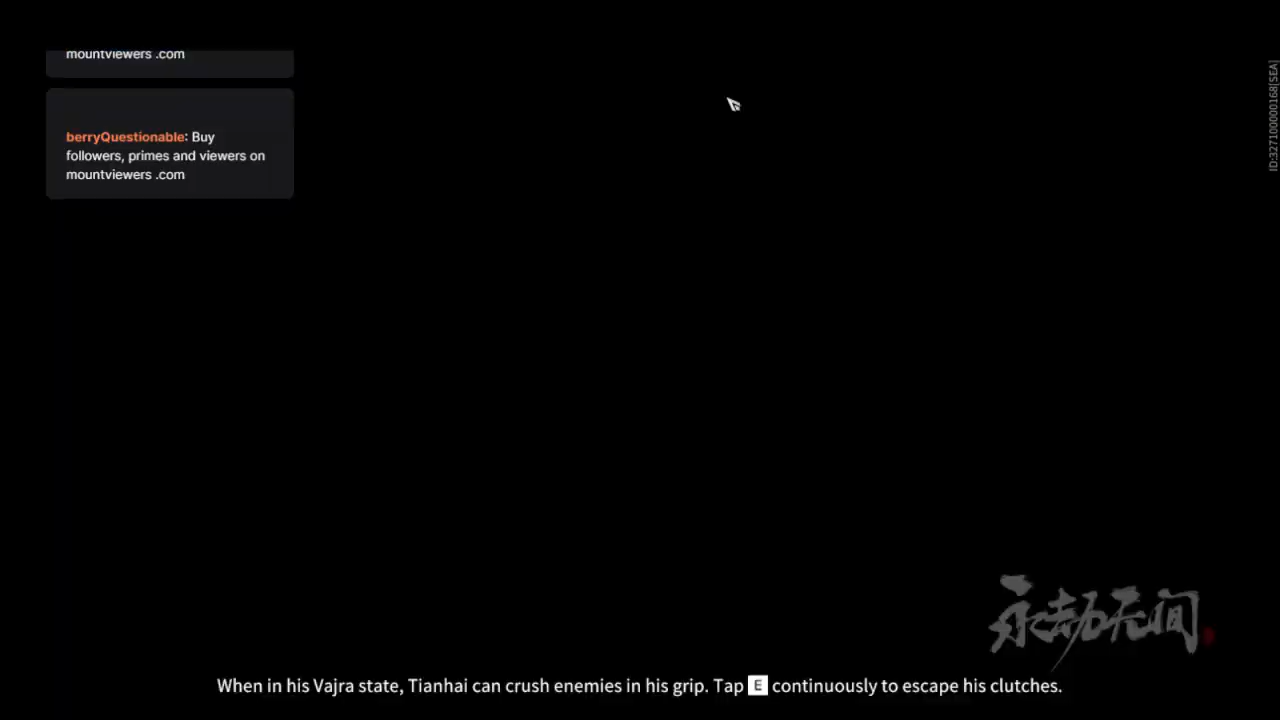 mountviewers .com
berryQuestionable: Buy
followers, primes and viewers on
mountviewers .com
ID:327100000168[SEA]
永劫无间
When in his Vajra state, Tianhai can crush enemies in his grip. Tap E continuously to escape his clutches.